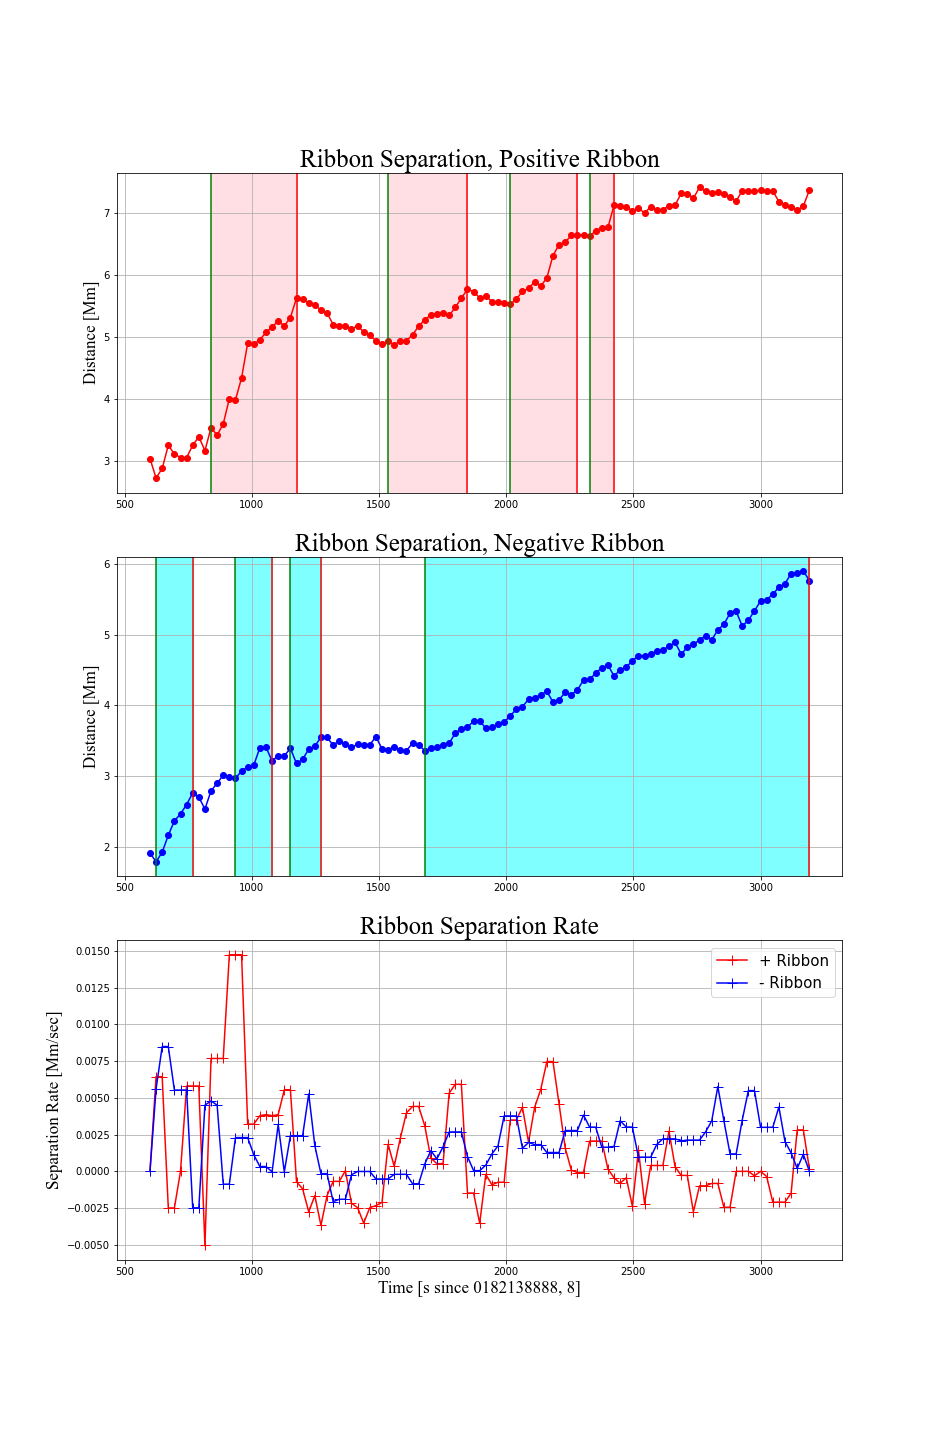 Ribbon Separation, Positive Ribbon
7
6
5
4
3
Distance [Mm]
500 1000 1500 2000 2500 3000
Ribbon Separation, Negative Ribbon
6
5
4
3
2
Distance [Mm]
500 1000 1500 2000 2500 3000
Ribbon Separation Rate
0.0150
0.0125
0.0100
0.0075
0.0050
0.0025
0.0000
−0.0025
−0.0050
Separation Rate [Mm/sec]
+ Ribbon
- Ribbon
500 1000 1500 2000 2500 3000
Time [s since 0182138888, 8]